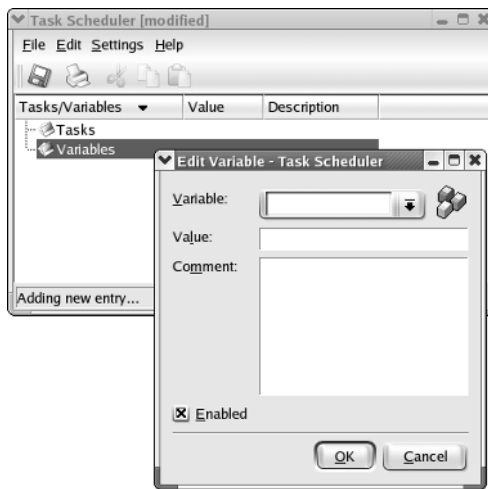 Task Scheduler [modified]
File Edit Settings Help
Tasks/Variables Value Description
Tasks
Variables
Adding new entry...
Edit Variable - Task Scheduler
Variable:
Value:
Comment:
Enabled
OK Cancel